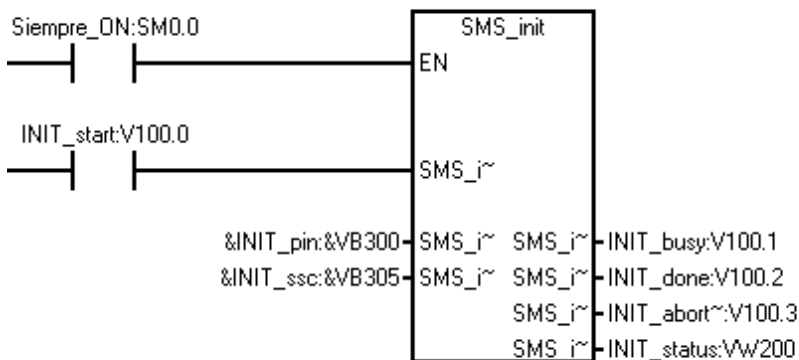 Siempre_ON:SM0.0
SMS_init
EN
INIT_start:V100.0
SMS_i~
&INIT_pin:&VB300 SMS_i~ SMS_i~ INIT_busy:V100.1
&INIT_ssc:&VB305 SMS_i~ SMS_i~ INIT_done:V100.2
SMS_i~ INIT_abort~:V100.3
SMS_i~ INIT_status:VW200